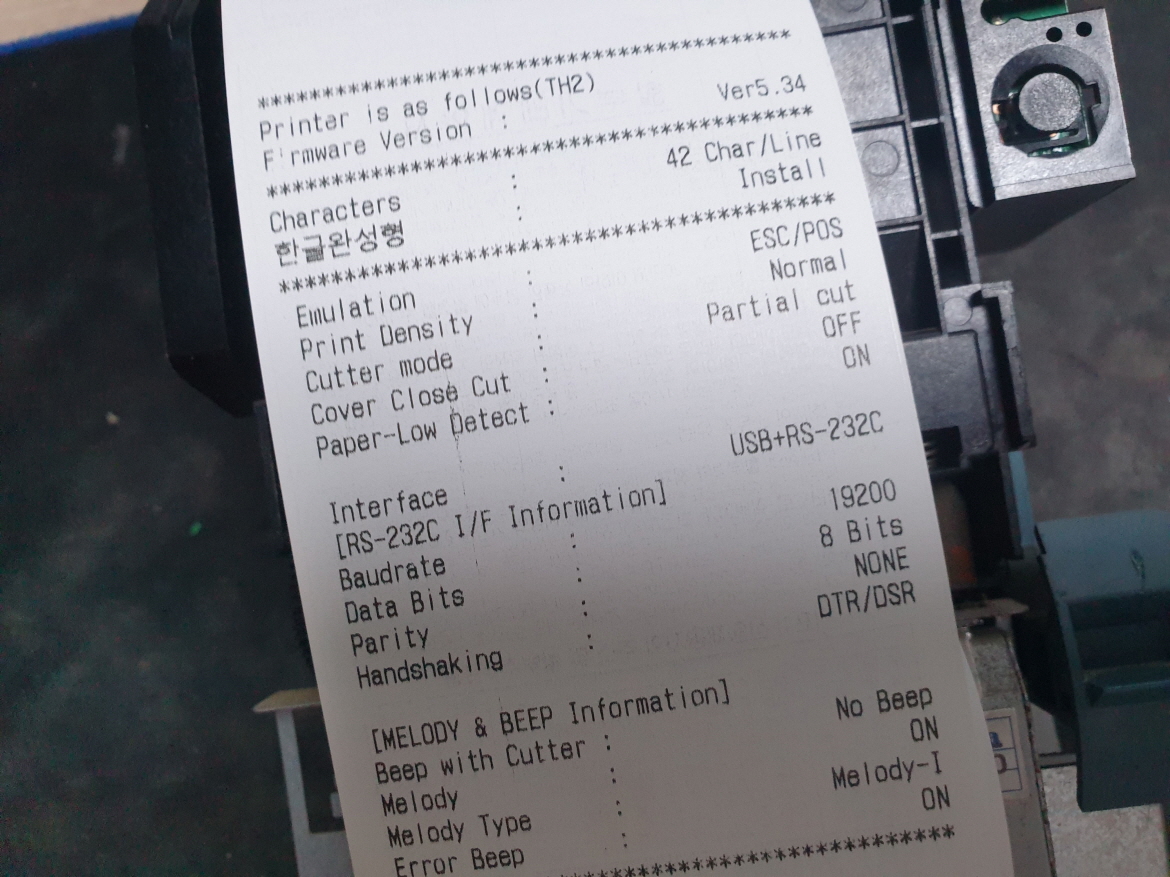 ******************************************
Printer is as follows(TH2)
Firmware Version : Ver5.34
******************************************
Characters : 42 Char/Line
한글완성형 : Install
******************************************
Emulation : ESC/POS
Print Density : Normal
Cutter mode : Partial cut
Cover Close Cut : OFF
Paper-Low Detect : ON
Interface : USB+RS-232C
[RS-232C I/F Information]
Baudrate : 19200
Data Bits : 8 Bits
Parity : NONE
Handshaking : DTR/DSR
[MELODY & BEEP Information]
Beep with Cutter : No Beep
Melody : ON
Melody Type : Melody-I
Error Beep : ON
******************************************